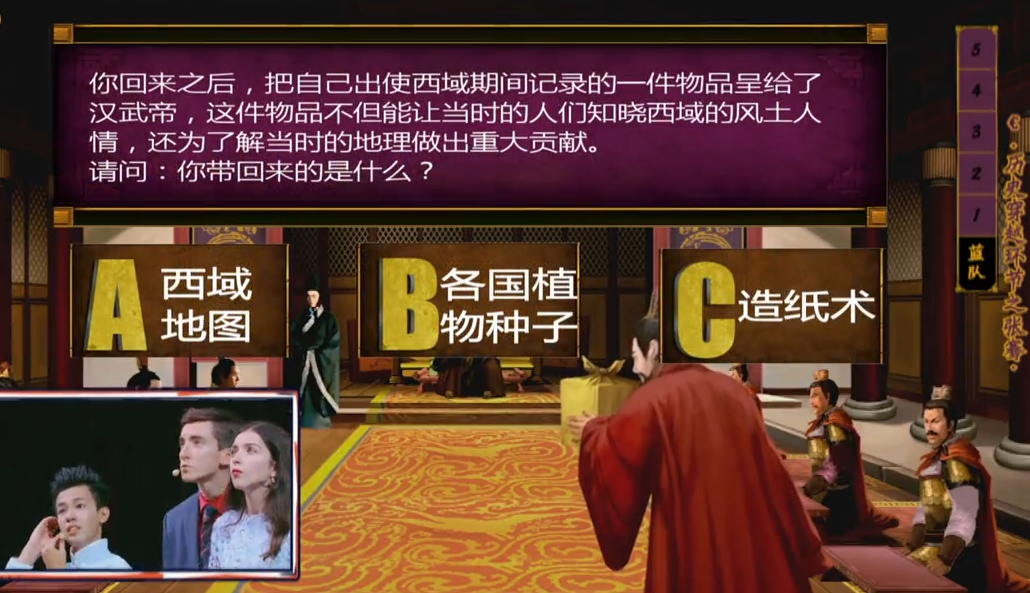 你回来之后，把自己出使西域期间记录的一件物品呈给了
汉武帝，这件物品不但能让当时的人们知晓西域的风土人
情，还为了解当时的地理做出重大贡献。
请问：你带回来的是什么？
A 西域
地图
B 各国植
物种子
C 造纸术
5
4
3
2
1
蓝队
历史穿越环节之张骞